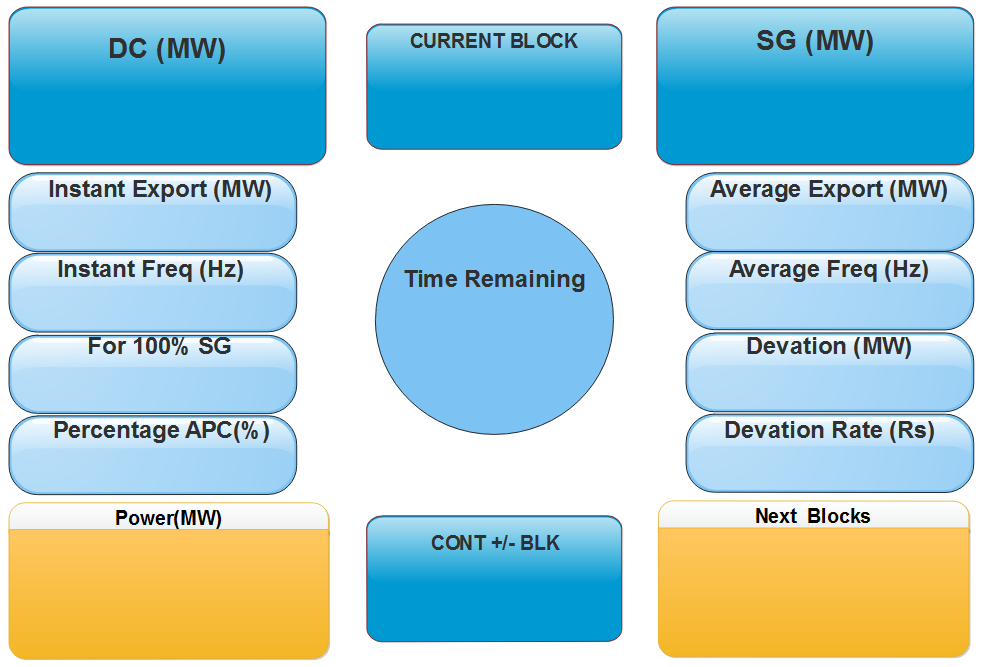 DC (MW)
CURRENT BLOCK
SG (MW)
Instant Export (MW)
Average Export (MW)
Instant Freq (Hz)
Time Remaining
Average Freq (Hz)
For 100% SG
Devation (MW)
Percentage APC(%)
Devation Rate (Rs)
Power(MW)
CONT +/- BLK
Next Blocks